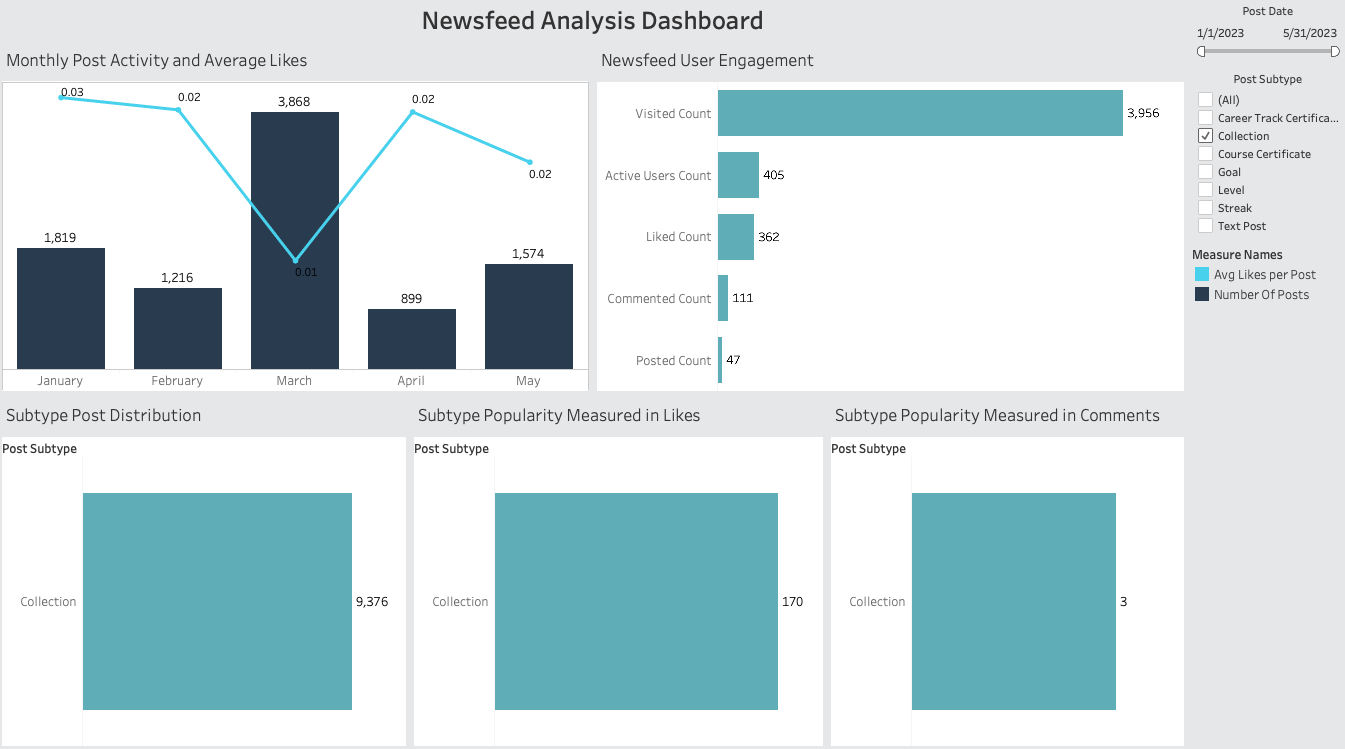 Newsfeed Analysis Dashboard
Monthly Post Activity and Average Likes
0.03
0.02
3,868
0.02
0.02
1,819
1,216
0.01
899
1,574
January
February
March
April
May
Newsfeed User Engagement
Visited Count
3,956
Active Users Count
405
Liked Count
362
Commented Count
111
Posted Count
47
Post Date
1/1/2023
5/31/2023
Post Subtype
(All)
Career Track Certifica...
Collection
Course Certificate
Goal
Level
Streak
Text Post
Measure Names
Avg Likes per Post
Number Of Posts
Subtype Post Distribution
Post Subtype
Collection
9,376
Subtype Popularity Measured in Likes
Post Subtype
Collection
170
Subtype Popularity Measured in Comments
Post Subtype
Collection
3